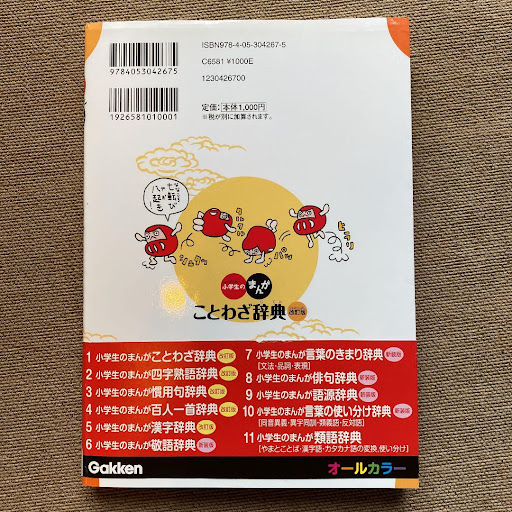 ISBN978-4-05-304267-5
C6581 ¥1000E
1230426700
9784053042675
1926581010001
定価：本体1,000円
※税が別に加算されます。
七転び
八起き
クルクル
パッ
小学生の まんが
ことわざ辞典 改訂版
1 小学生のまんが ことわざ辞典 改訂版
2 小学生のまんが 四字熟語辞典 改訂版
3 小学生のまんが 慣用句辞典 改訂版
4 小学生のまんが 百人一首辞典 改訂版
5 小学生のまんが 漢字辞典 改訂版
6 小学生のまんが 敬語辞典 新装版
7 小学生のまんが 言葉のきまり辞典 新装版
[文法・品詞・表現]
8 小学生のまんが 俳句辞典 新装版
9 小学生のまんが 語源辞典 新装版
10 小学生のまんが 言葉の使い分け辞典 新装版
[同音異義・異字同訓・類義語・反対語]
11 小学生のまんが 類語辞典
[やまとことば・漢字語・カタカナ語の変換、使い分け]
Gakken
オールカラー